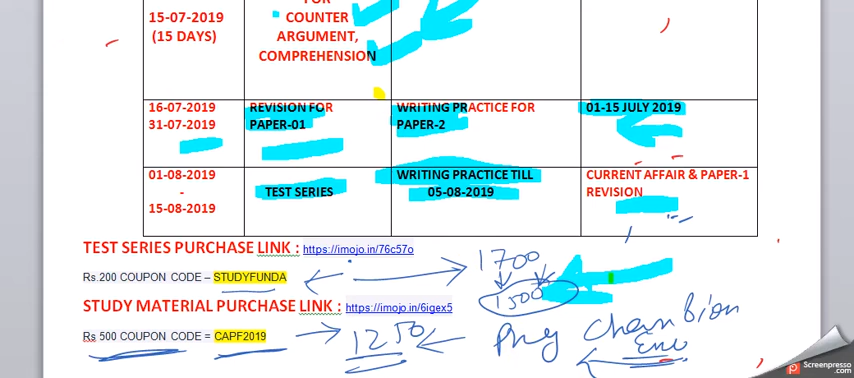 FOR
15-07-2019
(15 DAYS)
COUNTER
ARGUMENT,
COMPREHENSION
16-07-2019
31-07-2019
REVISION FOR
PAPER-01
WRITING PRACTICE FOR
PAPER-2
01-15 JULY 2019
01-08-2019
-
15-08-2019
TEST SERIES
WRITING PRACTICE TILL
05-08-2019
CURRENT AFFAIR & PAPER-1
REVISION
TEST SERIES PURCHASE LINK : https://imojo.in/76c57o
1700
Rs.200 COUPON CODE – STUDYFUNDA
1500
STUDY MATERIAL PURCHASE LINK : https://imojo.in/6igex5
Rs 500 COUPON CODE = CAPF2019
1250
Screenpresso
.com